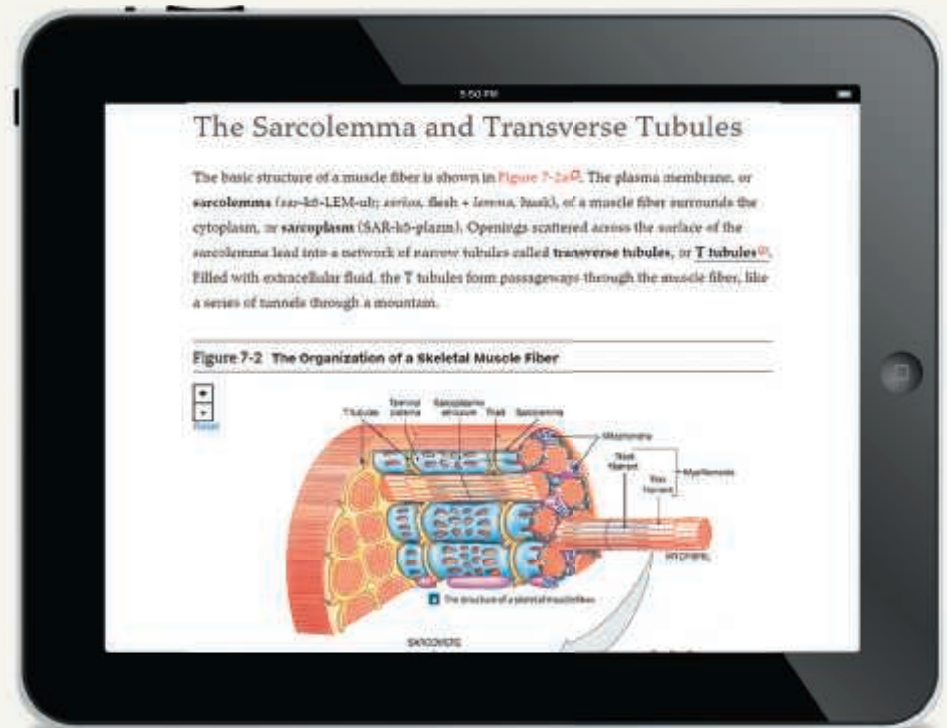 5:50 PM
The Sarcolemma and Transverse Tubules
The basic structure of a muscle fiber is shown in Figure 7-2a. The plasma membrane, or
sarcolemma (sar-kō-LEM-uh; sarkos, flesh + lemma, husk), of a muscle fiber surrounds the
cytoplasm, or sarcoplasm (SAR-kō-plazm). Openings scattered across the surface of the
sarcolemma lead into a network of narrow tubules called transverse tubules, or T tubules.
Filled with extracellular fluid, the T tubules form passageways through the muscle fiber, like
a series of tunnels through a mountain.
Figure 7-2 The Organization of a Skeletal Muscle Fiber
+
-
Reset
Terminal Sarcoplasmic
T tubules cisterna reticulum Triad Sarcolemma
Mitochondria
Thick
filament
Myofilaments
Thin
filament
MYOFIBRIL
a The structure of a skeletal muscle fiber
SARCOMERE